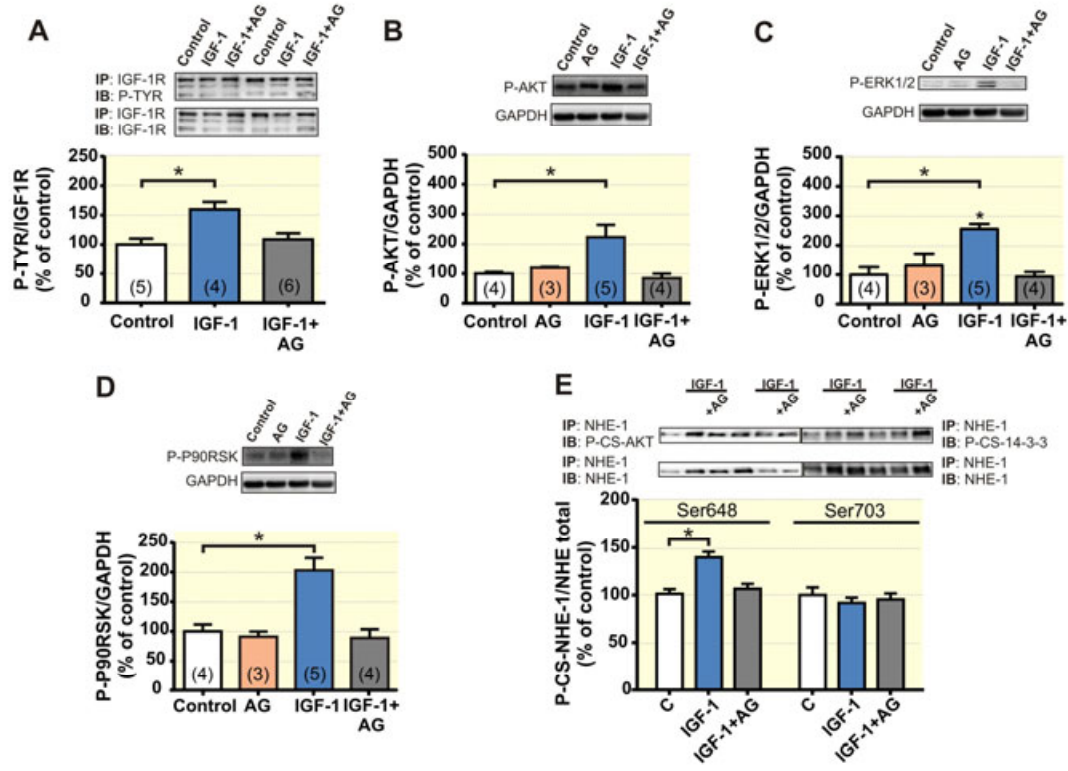 A
Control
IGF-1
IGF-1+AG
Control
IGF-1
IGF-1+AG
IP: IGF-1R
IB: P-TYR
IP: IGF-1R
IB: IGF-1R
P-TYR/IGF1R
(% of control)
250
200
150
100
50
0
*
(5)
(4)
(6)
Control
IGF-1
IGF-1+
AG
B
Control
AG
IGF-1
IGF-1+AG
P-AKT
GAPDH
P-AKT/GAPDH
(% of control)
500
400
300
200
100
0
*
(4)
(3)
(5)
(4)
Control
AG
IGF-1
IGF-1+
AG
C
Control
AG
IGF-1
IGF-1+AG
P-ERK1/2
GAPDH
P-ERK1/2/GAPDH
(% of control)
500
400
300
200
100
0
*
*
(4)
(3)
(5)
(4)
Control
AG
IGF-1
IGF-1+
AG
D
Control
AG
IGF-1
IGF-1+AG
P-P90RSK
GAPDH
P-P90RSK/GAPDH
(% of control)
250
200
150
100
50
0
*
(4)
(3)
(5)
(4)
Control
AG
IGF-1
IGF-1+
AG
E
IGF-1
IGF-1
IGF-1
IGF-1
+AG
+AG
+AG
+AG
IP: NHE-1
IB: P-CS-AKT
IP: NHE-1
IB: P-CS-14-3-3
IP: NHE-1
IB: NHE-1
IP: NHE-1
IB: NHE-1
P-CS-NHE-1/NHE total
(% of control)
200
150
100
50
0
Ser648
Ser703
*
C
IGF-1
IGF-1+AG
C
IGF-1
IGF-1+AG